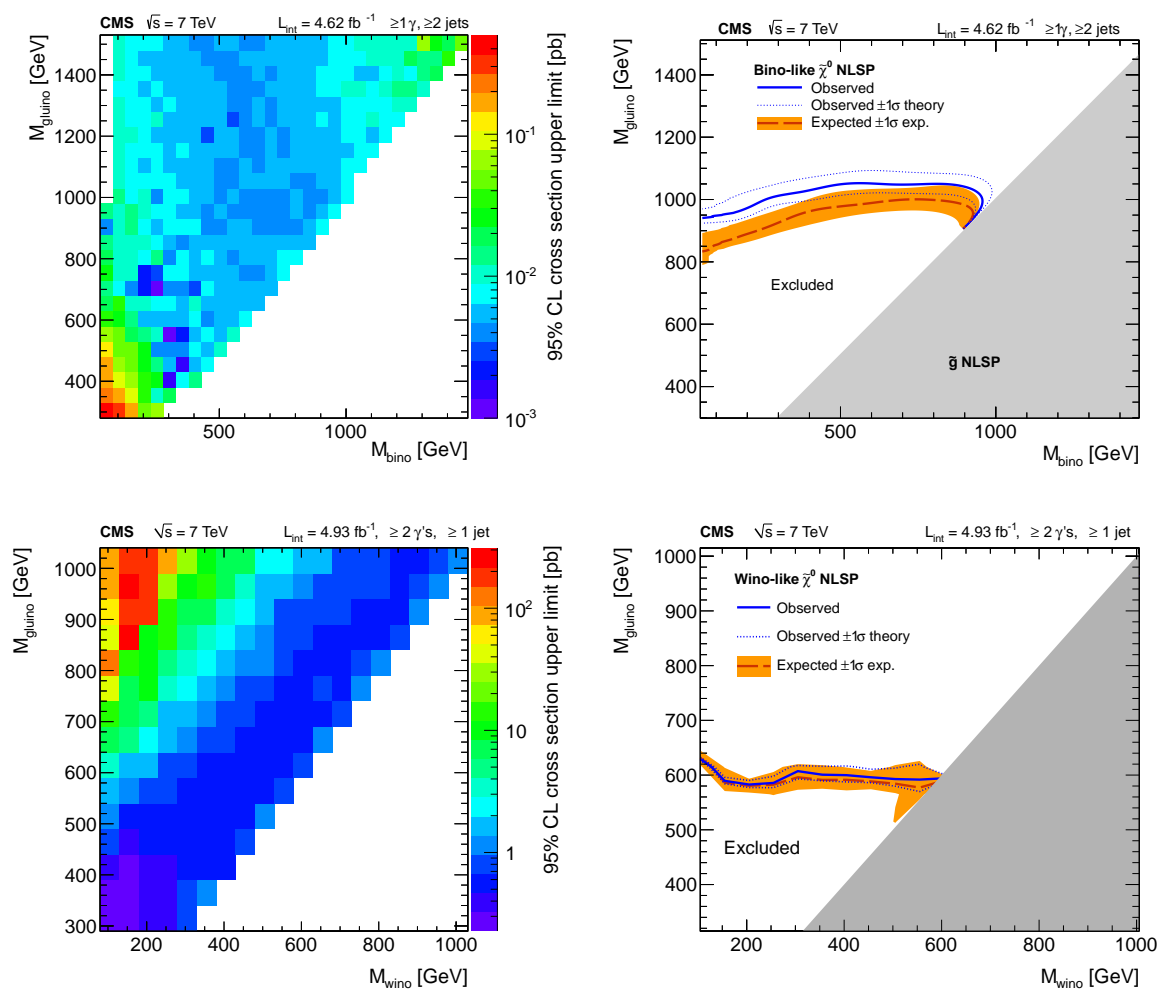 CMS √s = 7 TeV L_int = 4.62 fb⁻¹ ≥1γ, ≥2 jets
M_gluino [GeV]
1400
1200
1000
800
600
400
500 1000
M_bino [GeV]
10⁻¹
10⁻²
10⁻³
95% CL cross section upper limit [pb]
CMS √s = 7 TeV L_int = 4.62 fb⁻¹ ≥1γ, ≥2 jets
M_gluino [GeV]
Bino-like χ̃⁰ NLSP
Observed
Observed ±1σ theory
Expected ±1σ exp.
1400
1200
1000
800
600
400
Excluded
g̃ NLSP
500 1000
M_bino [GeV]
CMS √s = 7 TeV L_int = 4.93 fb⁻¹, ≥ 2 γ's, ≥ 1 jet
M_gluino [GeV]
1000
900
800
700
600
500
400
300
200 400 600 800 1000
M_wino [GeV]
10²
10
1
95% CL cross section upper limit [pb]
CMS √s = 7 TeV L_int = 4.93 fb⁻¹, ≥ 2 γ's, ≥ 1 jet
M_gluino [GeV]
Wino-like χ̃⁰ NLSP
Observed
Observed ±1σ theory
Expected ±1σ exp.
1000
900
800
700
600
500
400
Excluded
200 400 600 800 1000
M_wino [GeV]